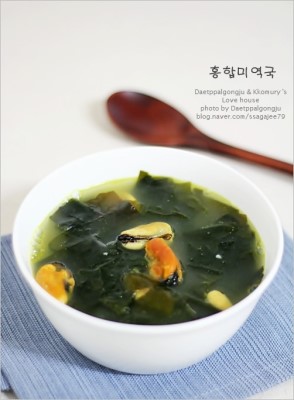 홍합미역국
Daetppalgongju & Kkomury 's
Love house
photo by Daetppalgongju
blog.naver.com/ssagajee79